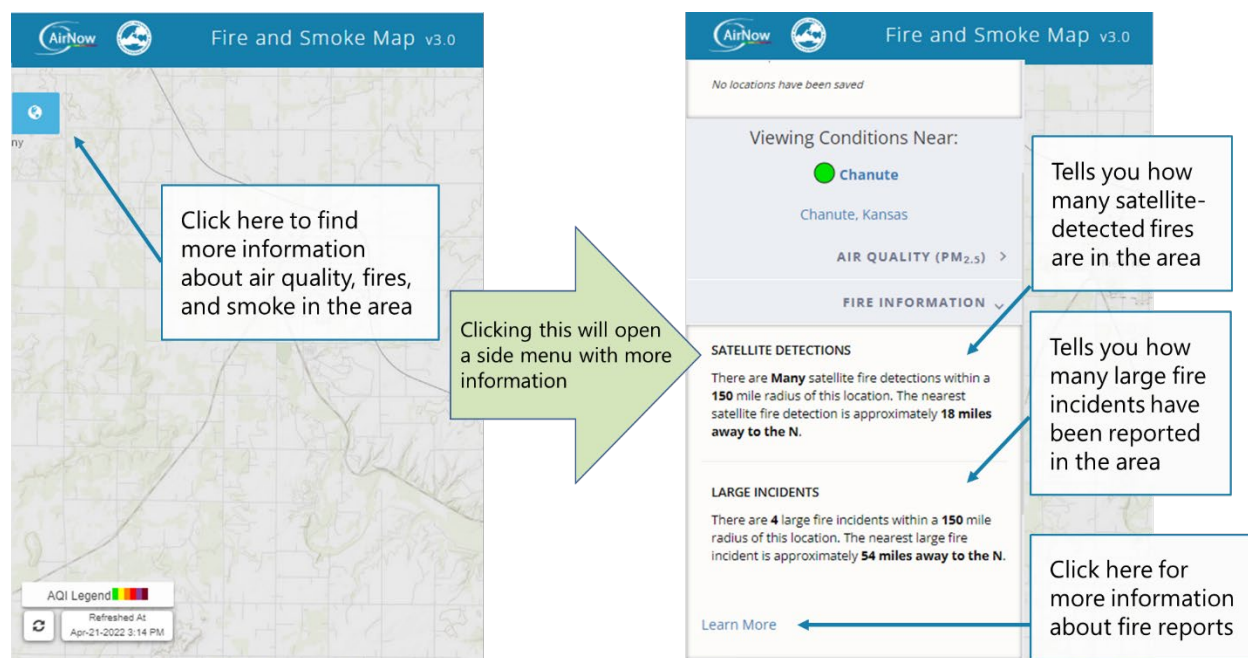 AirNow
Fire and Smoke Map v3.0
ny
Click here to find
more information
about air quality, fires,
and smoke in the area
AQI Legend
Refreshed At
Apr-21-2022 3:14 PM
Clicking this will open
a side menu with more
information
AirNow
Fire and Smoke Map v3.0
No locations have been saved
Viewing Conditions Near:
Chanute
Chanute, Kansas
AIR QUALITY (PM2.5)
FIRE INFORMATION
SATELLITE DETECTIONS
There are Many satellite fire detections within a
150 mile radius of this location. The nearest
satellite fire detection is approximately 18 miles
away to the N.
LARGE INCIDENTS
There are 4 large fire incidents within a 150 mile
radius of this location. The nearest large fire
incident is approximately 54 miles away to the N.
Learn More
Tells you how
many satellite-
detected fires
are in the area
Tells you how
many large fire
incidents have
been reported
in the area
Click here for
more information
about fire reports